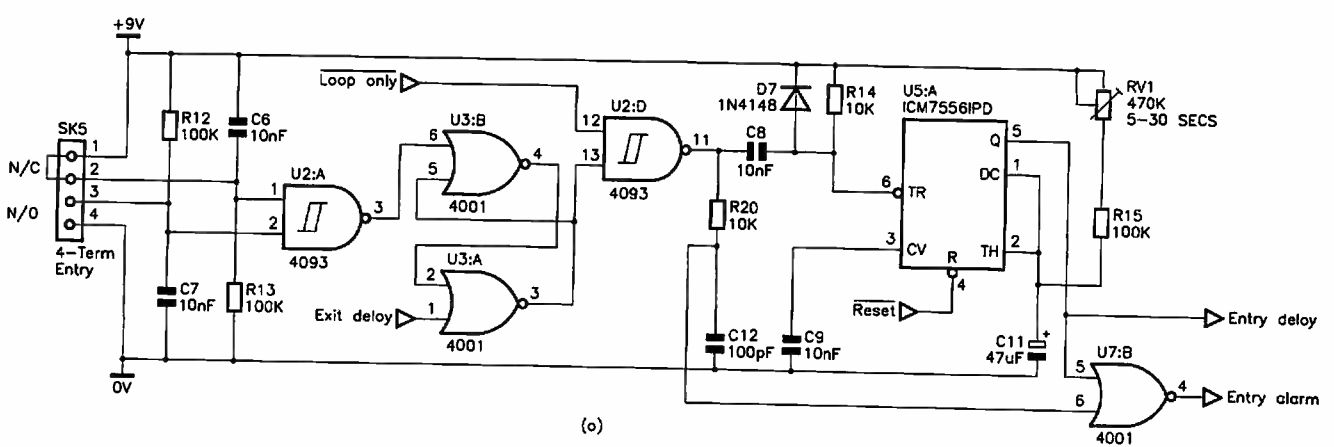 +9V
Loop only
SK5
N/C
N/O
1
2
3
4
4-Term
Entry
0V
R12
100K
C6
10nF
C7
10nF
R13
100K
U2:A
1
2
3
4093
U3:B
6
5
4
4001
U3:A
2
1
3
4001
Exit delay
U2:D
12
13
11
4093
C8
10nF
D7
1N4148
R14
10K
R20
10K
C12
100pF
C9
10nF
U5:A
ICM7556IPD
6
TR
3
CV
Q
5
DC
1
TH
2
R
4
Reset
RV1
470K
5-30 SECS
R15
100K
C11
47uF
+
Entry delay
U7:B
5
6
4
4001
Entry alarm
(a)